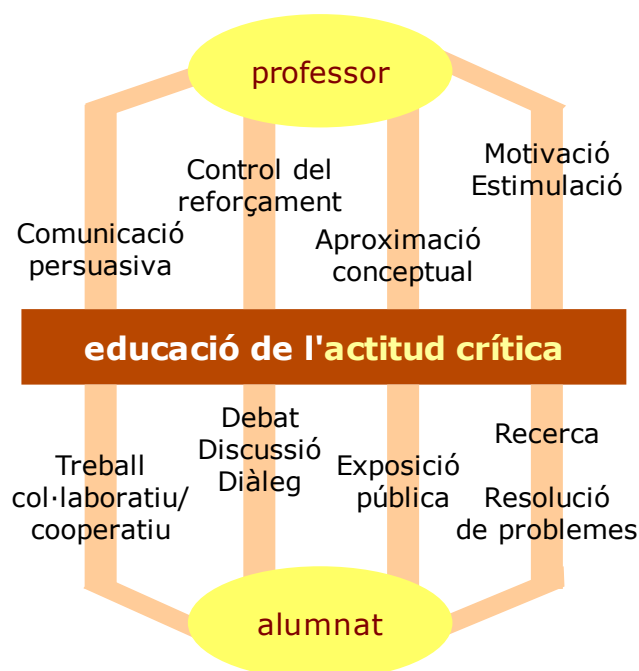 professor
Comunicació
persuasiva
Control del
reforçament
Aproximació
conceptual
Motivació
Estimulació
educació de l'actitud crítica
Treball
col·laboratiu/
cooperatiu
Debat
Discussió
Diàleg
Exposició
pública
Recerca
Resolució
de problemes
alumnat